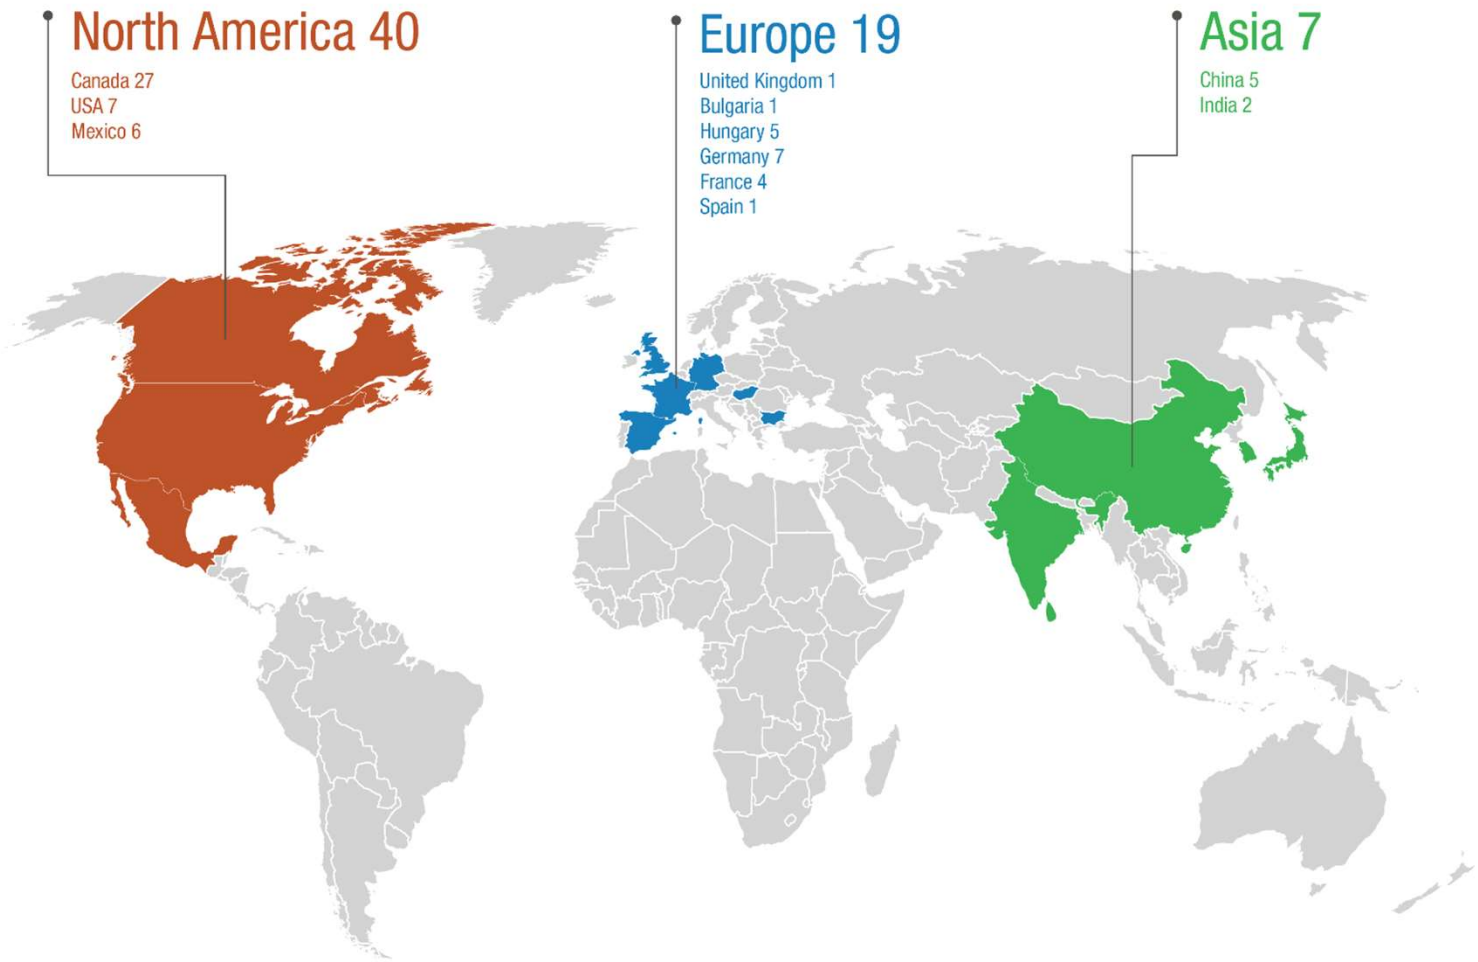 North America 40
Canada 27
USA 7
Mexico 6
Europe 19
United Kingdom 1
Bulgaria 1
Hungary 5
Germany 7
France 4
Spain 1
Asia 7
China 5
India 2